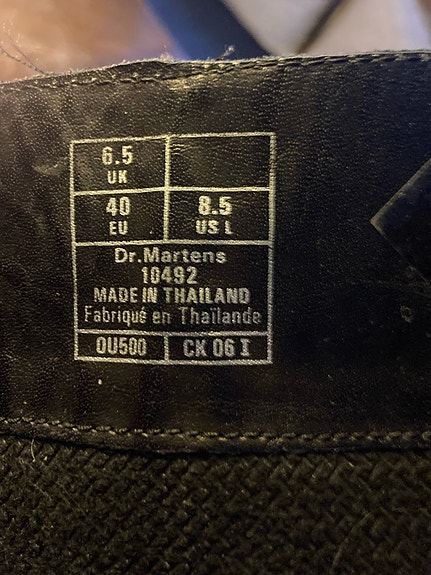 6.5
UK
40
EU
8.5
US L
Dr.Martens
10492
MADE IN THAILAND
Fabriqué en Thaïlande
OU500
CK 06 I